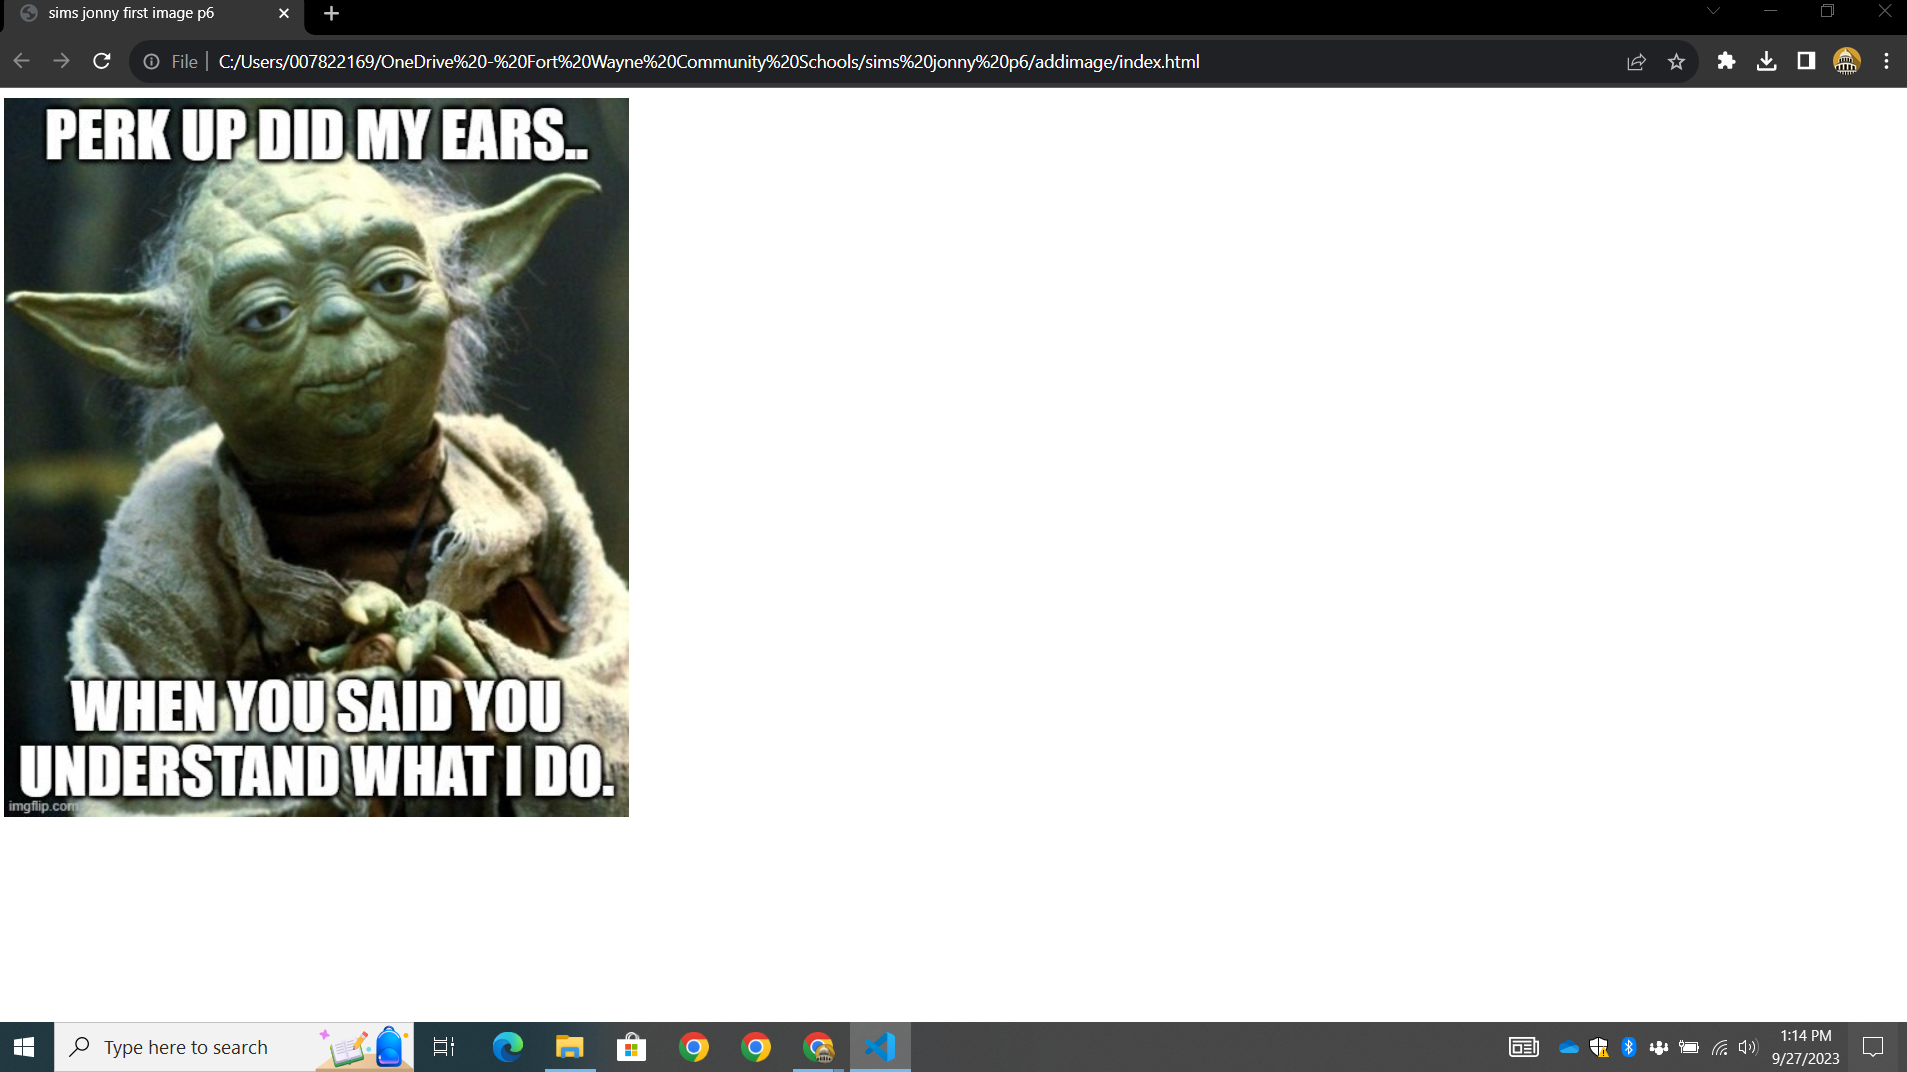 sims jonny first image p6
File
C:/Users/007822169/OneDrive%20-%20Fort%20Wayne%20Community%20Schools/sims%20jonny%20p6/addimage/index.html
PERK UP DID MY EARS..
WHEN YOU SAID YOU
UNDERSTAND WHAT I DO.
imgflip.com
Type here to search
1:14 PM
9/27/2023